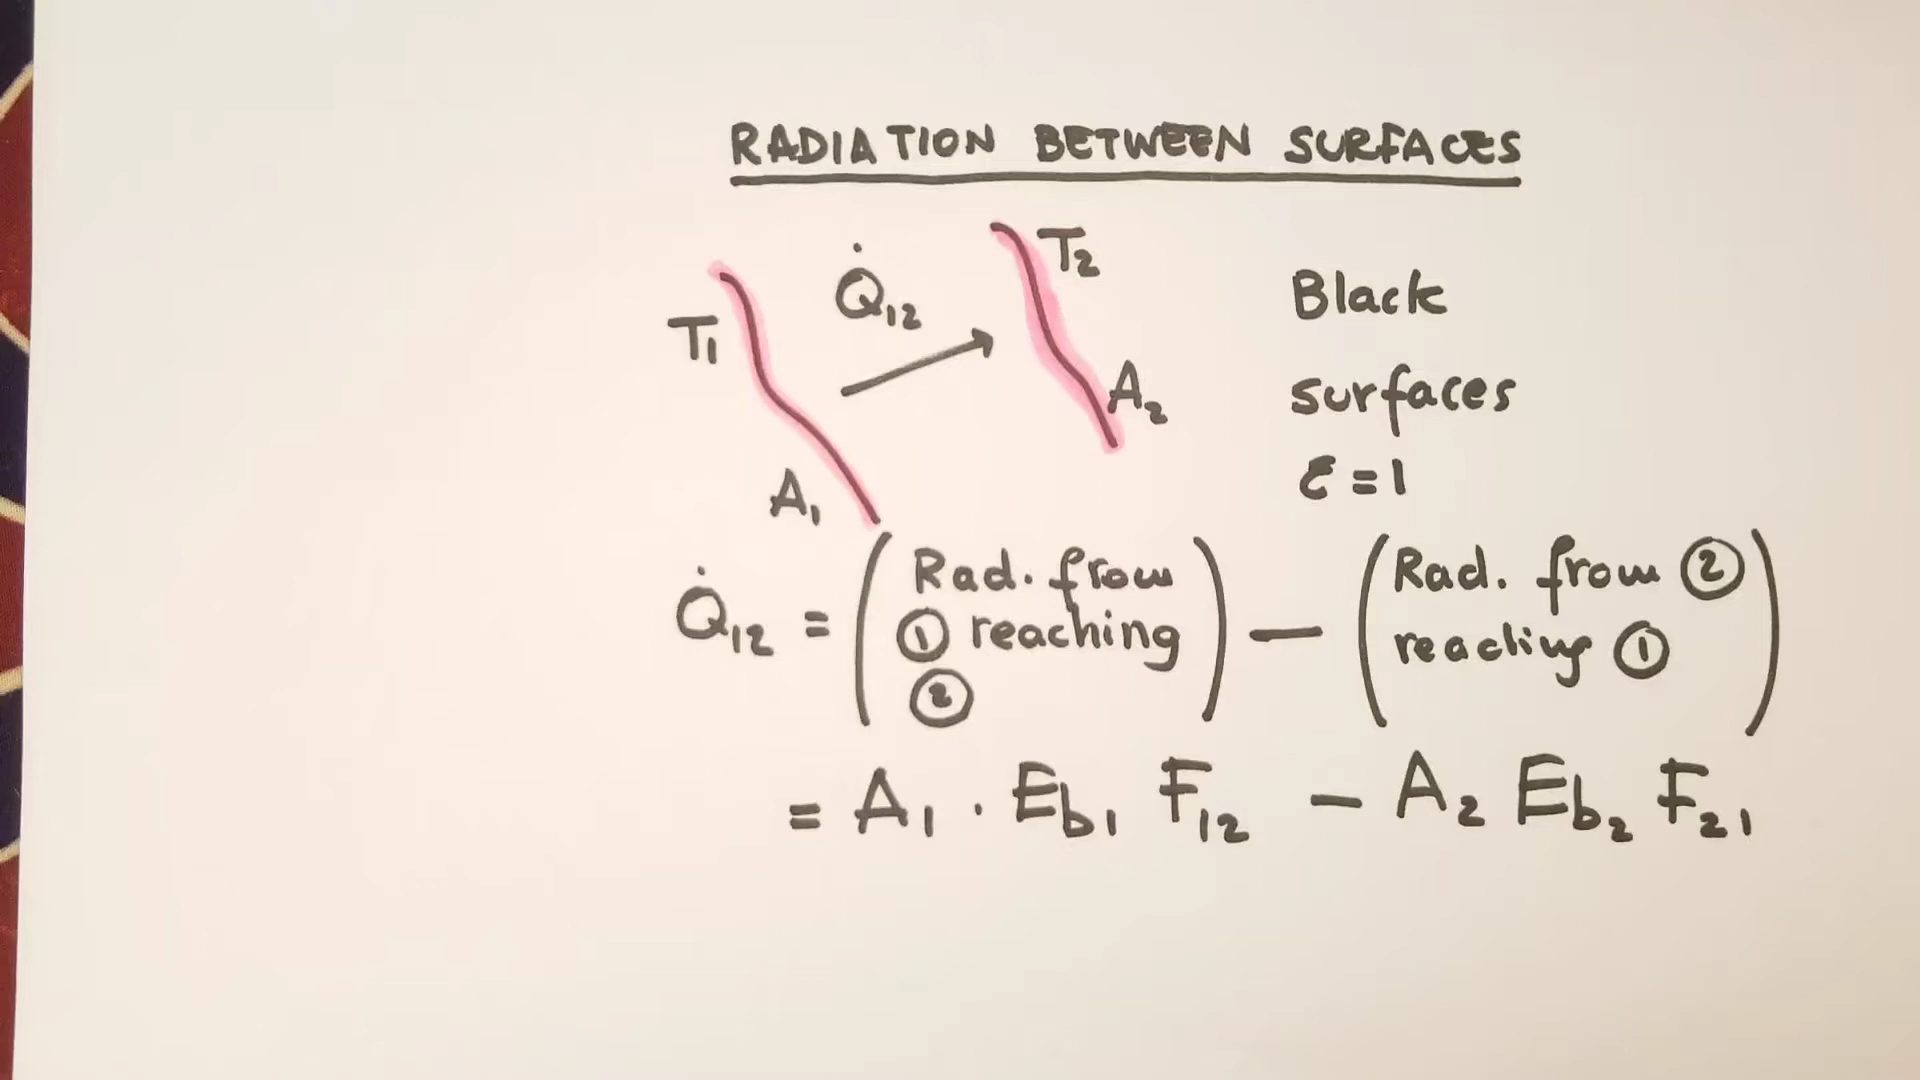 RADIATION BETWEEN SURFACES
T₁
Q̇₁₂
T₂
A₁
A₂
Black
surfaces
ε = 1
Q̇₁₂ = (Rad. from ① reaching ②) − (Rad. from ② reaching ①)
= A₁ · Eb₁ F₁₂ − A₂ Eb₂ F₂₁